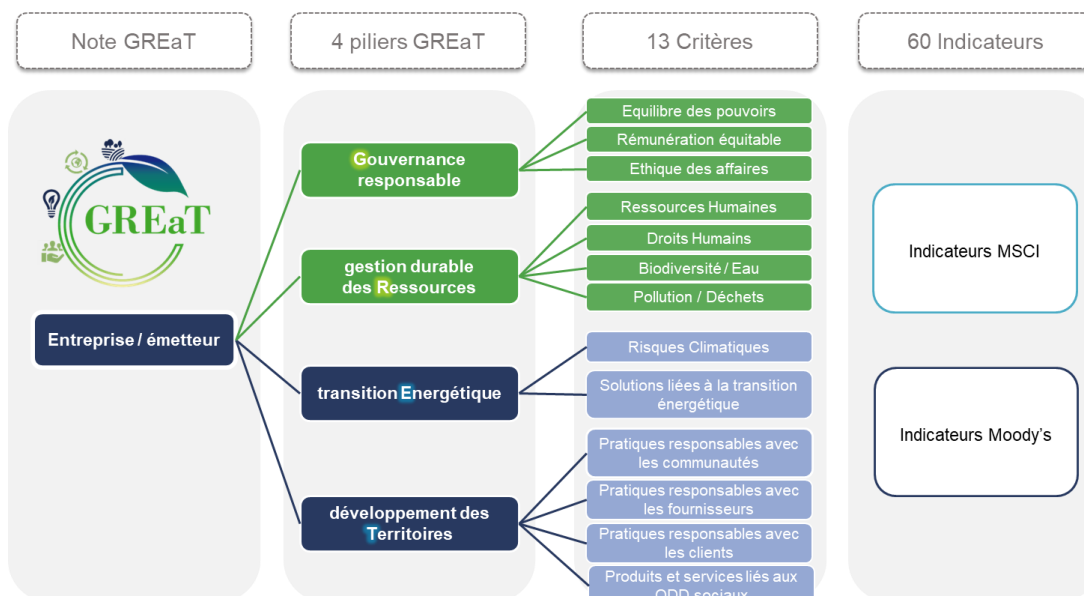 Note GREaT
4 piliers GREaT
13 Critères
60 Indicateurs
GREaT
Entreprise / émetteur
Gouvernance
responsable
gestion durable
des Ressources
transition Energétique
développement des
Territoires
Equilibre des pouvoirs
Rémunération équitable
Ethique des affaires
Ressources Humaines
Droits Humains
Biodiversité / Eau
Pollution / Déchets
Risques Climatiques
Solutions liées à la transition
énergétique
Pratiques responsables avec
les communautés
Pratiques responsables avec
les fournisseurs
Pratiques responsables avec
les clients
Produits et services liés aux
ODD sociaux
Indicateurs MSCI
Indicateurs Moody's